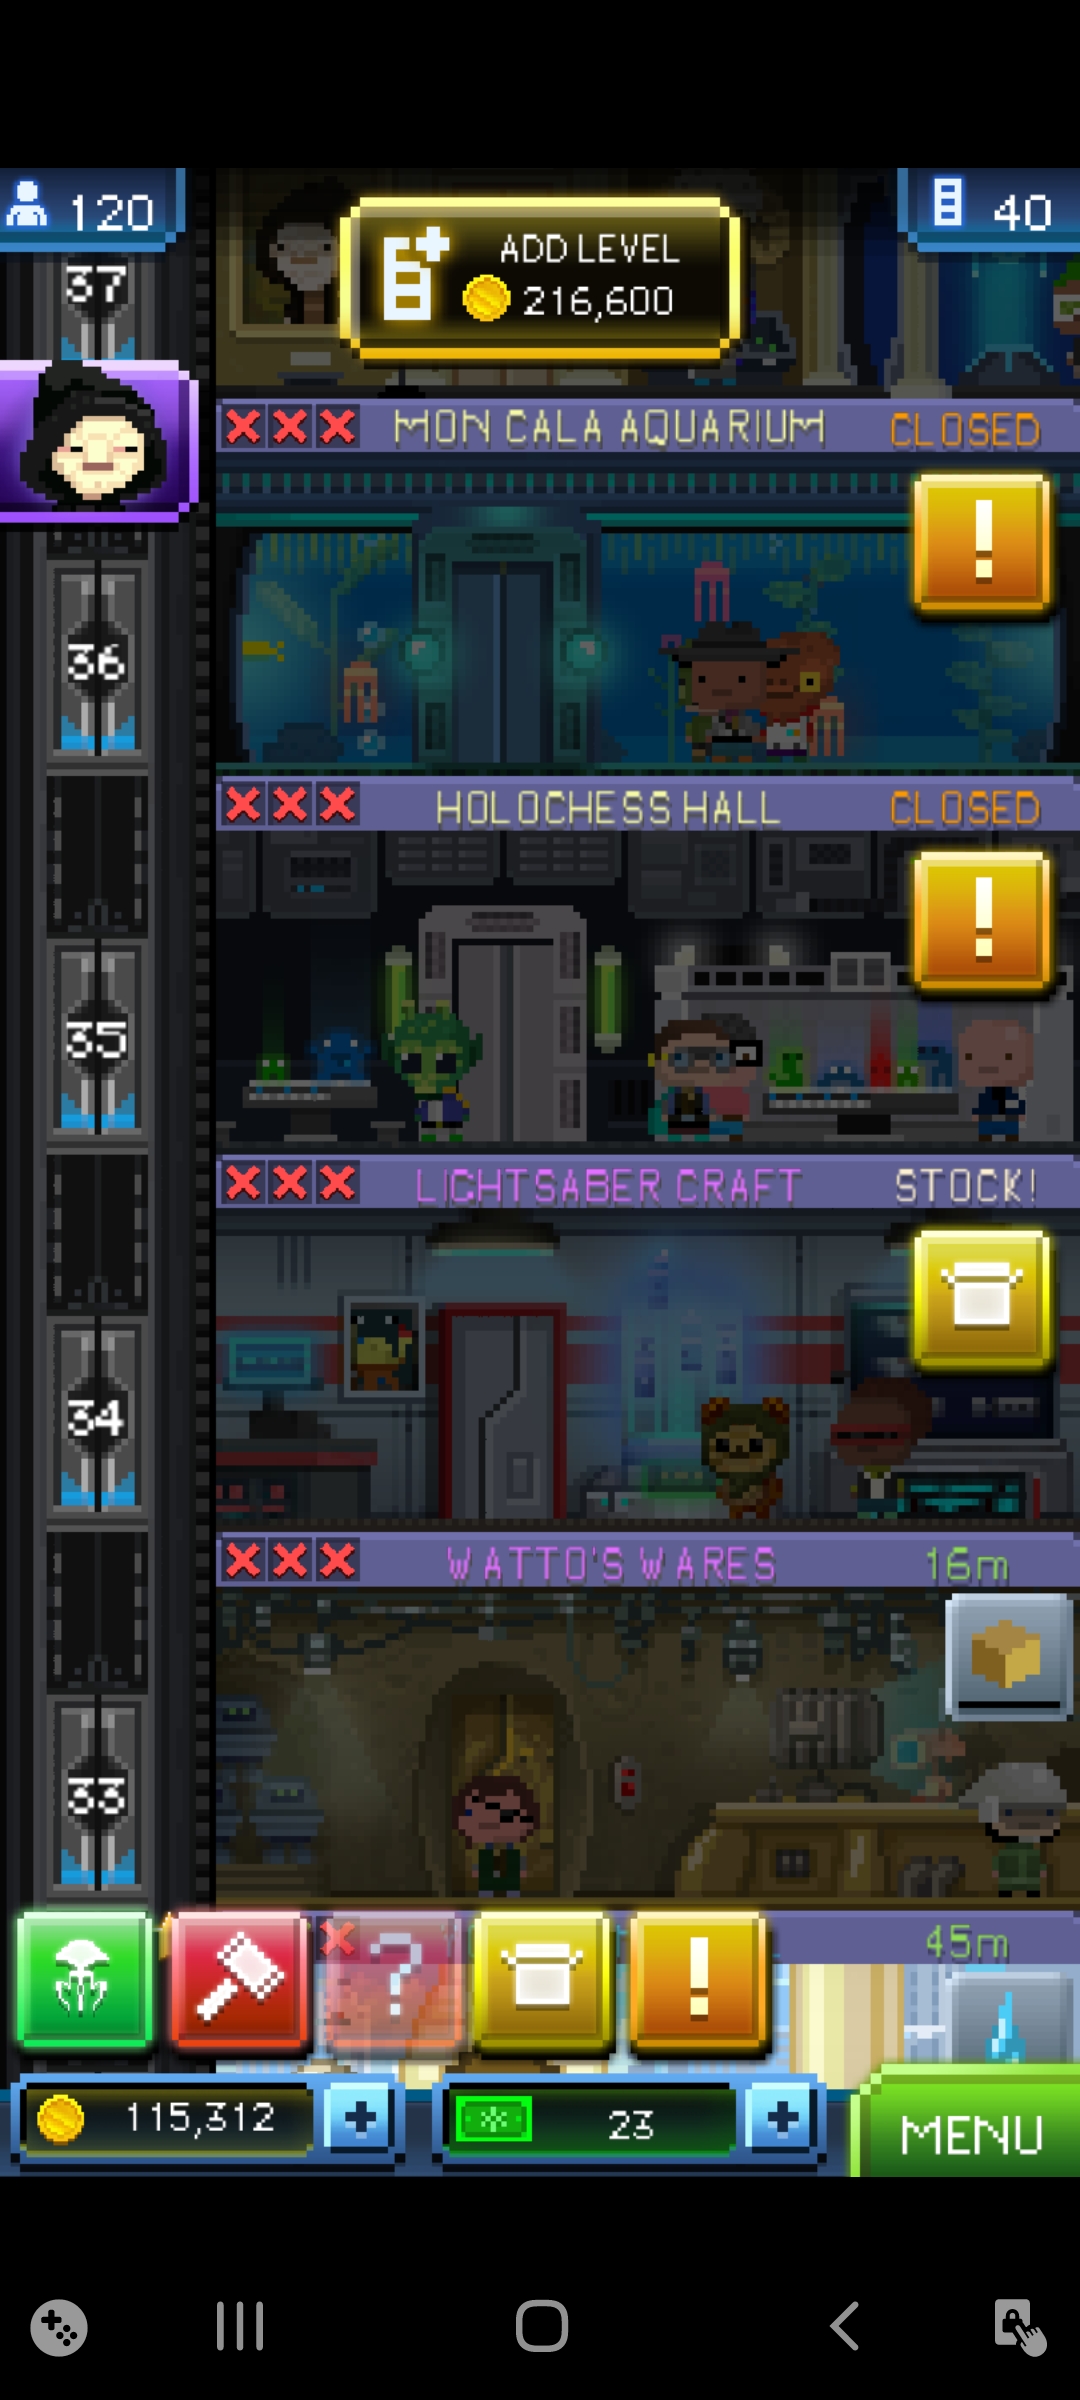 120
ADD LEVEL
216,600
40
37
MON CALA AQUARIUM
CLOSED
36
HOLOCHESS HALL
CLOSED
35
LIGHTSABER CRAFT
STOCK!
34
WATTO'S WARES
16m
33
45m
115,312
23
MENU